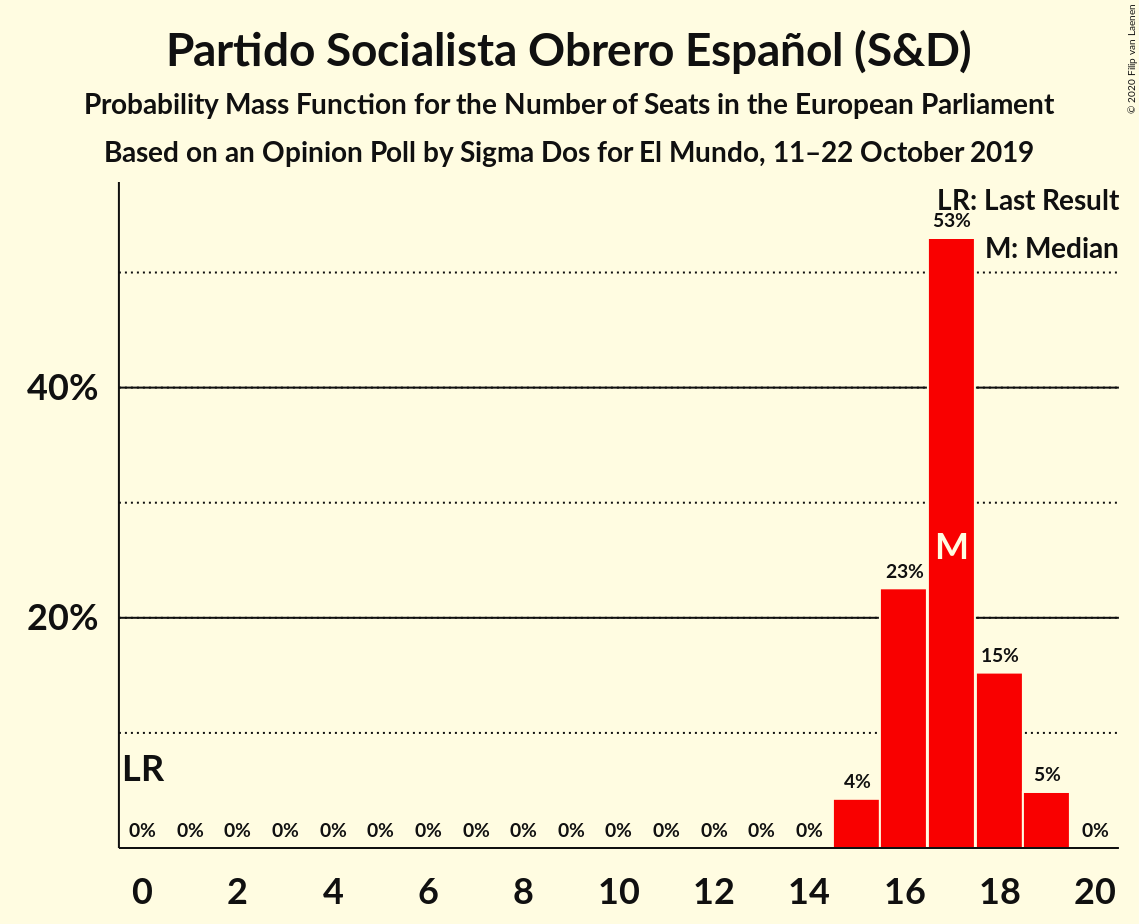 Partido Socialista Obrero Español (S&D)
Probability Mass Function for the Number of Seats in the European Parliament
Based on an Opinion Poll by Sigma Dos for El Mundo, 11–22 October 2019
© 2020 Filip van Laenen
LR: Last Result
M: Median
53%
40%
M
23%
20%
15%
LR
4%
5%
0% 0% 0% 0% 0% 0% 0% 0% 0% 0% 0% 0% 0% 0% 0% 0%
0 2 4 6 8 10 12 14 16 18 20